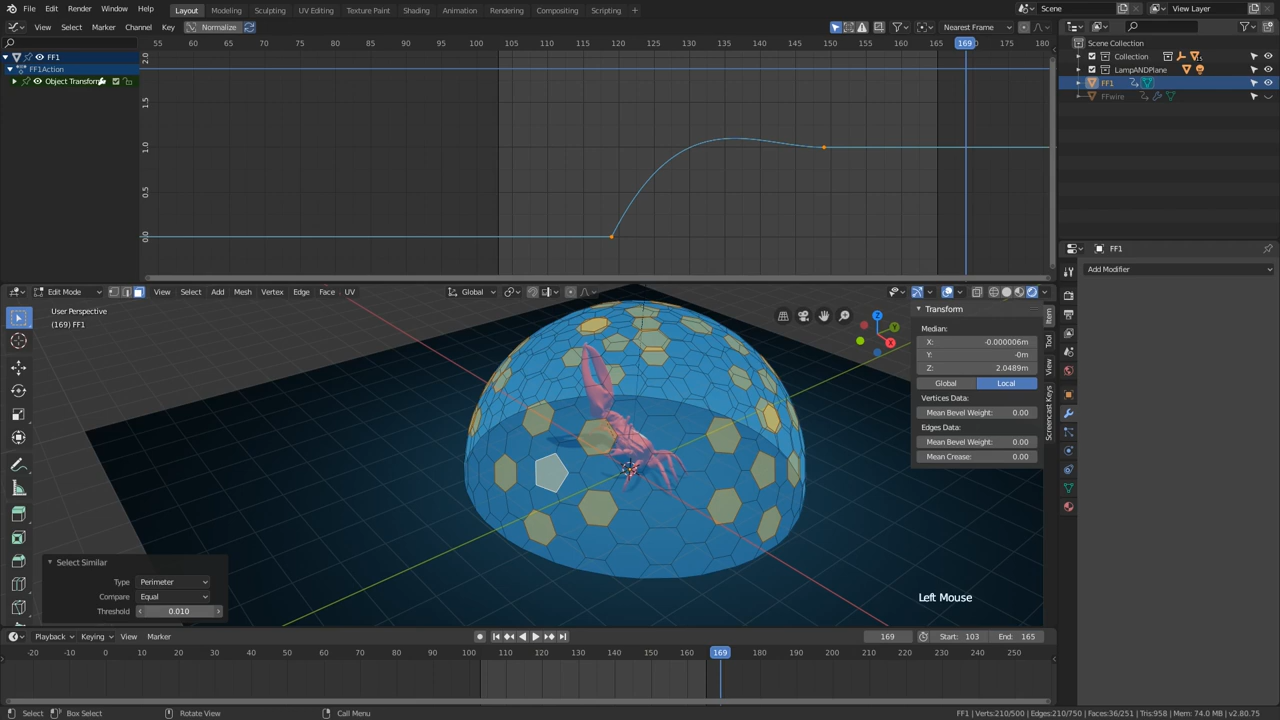 File Edit Render Window Help
Layout Modeling Sculpting UV Editing Texture Paint Shading Animation Rendering Compositing Scripting +
Scene
View Layer
View Select Marker Channel Key Normalize
Nearest Frame
FF1
FF1Action
Object Transform
55 60 65 70 75 80 85 90 95 100 105 110 115 120 125 130 135 140 145 150 155 160 169 175 180
2.0
1.5
1.0
0.5
0.0
Scene Collection
Collection
LampANDPlane
FF1
FFwire
FF1
Add Modifier
Edit Mode View Select Add Mesh Vertex Edge Face UV
Global
User Perspective
(169) FF1
Z
Y
X
Transform
Median:
X: -0.000006m
Y: -0m
Z: 2.0489m
Global Local
Vertices Data:
Mean Bevel Weight: 0.00
Edges Data:
Mean Bevel Weight: 0.00
Mean Crease: 0.00
Item
Tool
View
Screencast Keys
Select Similar
Type Perimeter
Compare Equal
Threshold 0.010
Left Mouse
Playback Keying View Marker
169 Start: 103 End: 165
-20 -10 0 10 20 30 40 50 60 70 80 90 100 110 120 130 140 150 160 169 180 190 200 210 220 230 240 250
Select Box Select Rotate View Call Menu
FF1 | Verts:210/500 | Edges:210/750 | Faces:36/251 | Tris:958 | Mem: 74.0 MB | v2.80.75